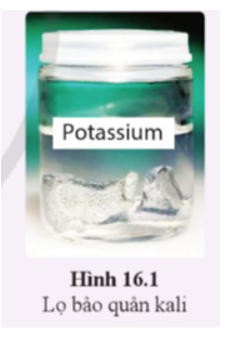 Potassium
Hình 16.1
Lọ bảo quản kali